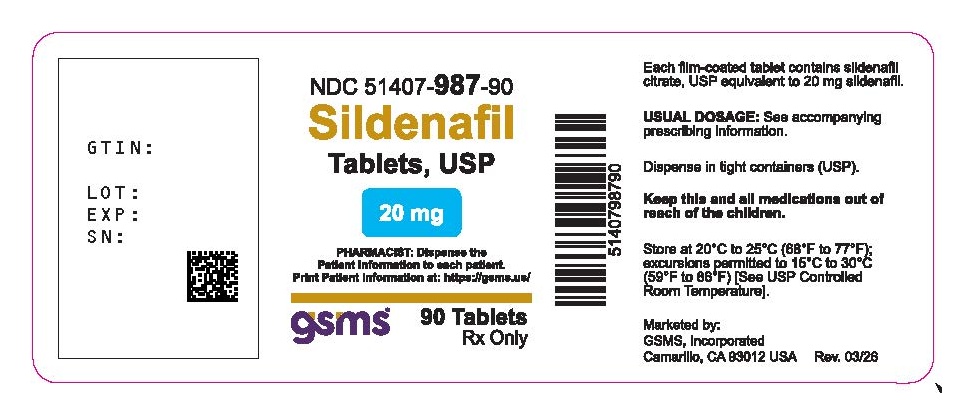 GTIN:
LOT:
EXP:
SN:
NDC 51407-987-90
Sildenafil
Tablets, USP
20 mg
PHARMACIST: Dispense the
Patient Information to each patient.
Print Patient Information at: https://gsms.us/
gsms®
90 Tablets
Rx Only
5140798790
Each film-coated tablet contains sildenafil
citrate, USP equivalent to 20 mg sildenafil.
USUAL DOSAGE: See accompanying
prescribing information.
Dispense in tight containers (USP).
Keep this and all medications out of
reach of the children.
Store at 20°C to 25°C (68°F to 77°F);
excursions permitted to 15°C to 30°C
(59°F to 86°F) [See USP Controlled
Room Temperature].
Marketed by:
GSMS, Incorporated
Camarillo, CA 93012 USA Rev. 03/26